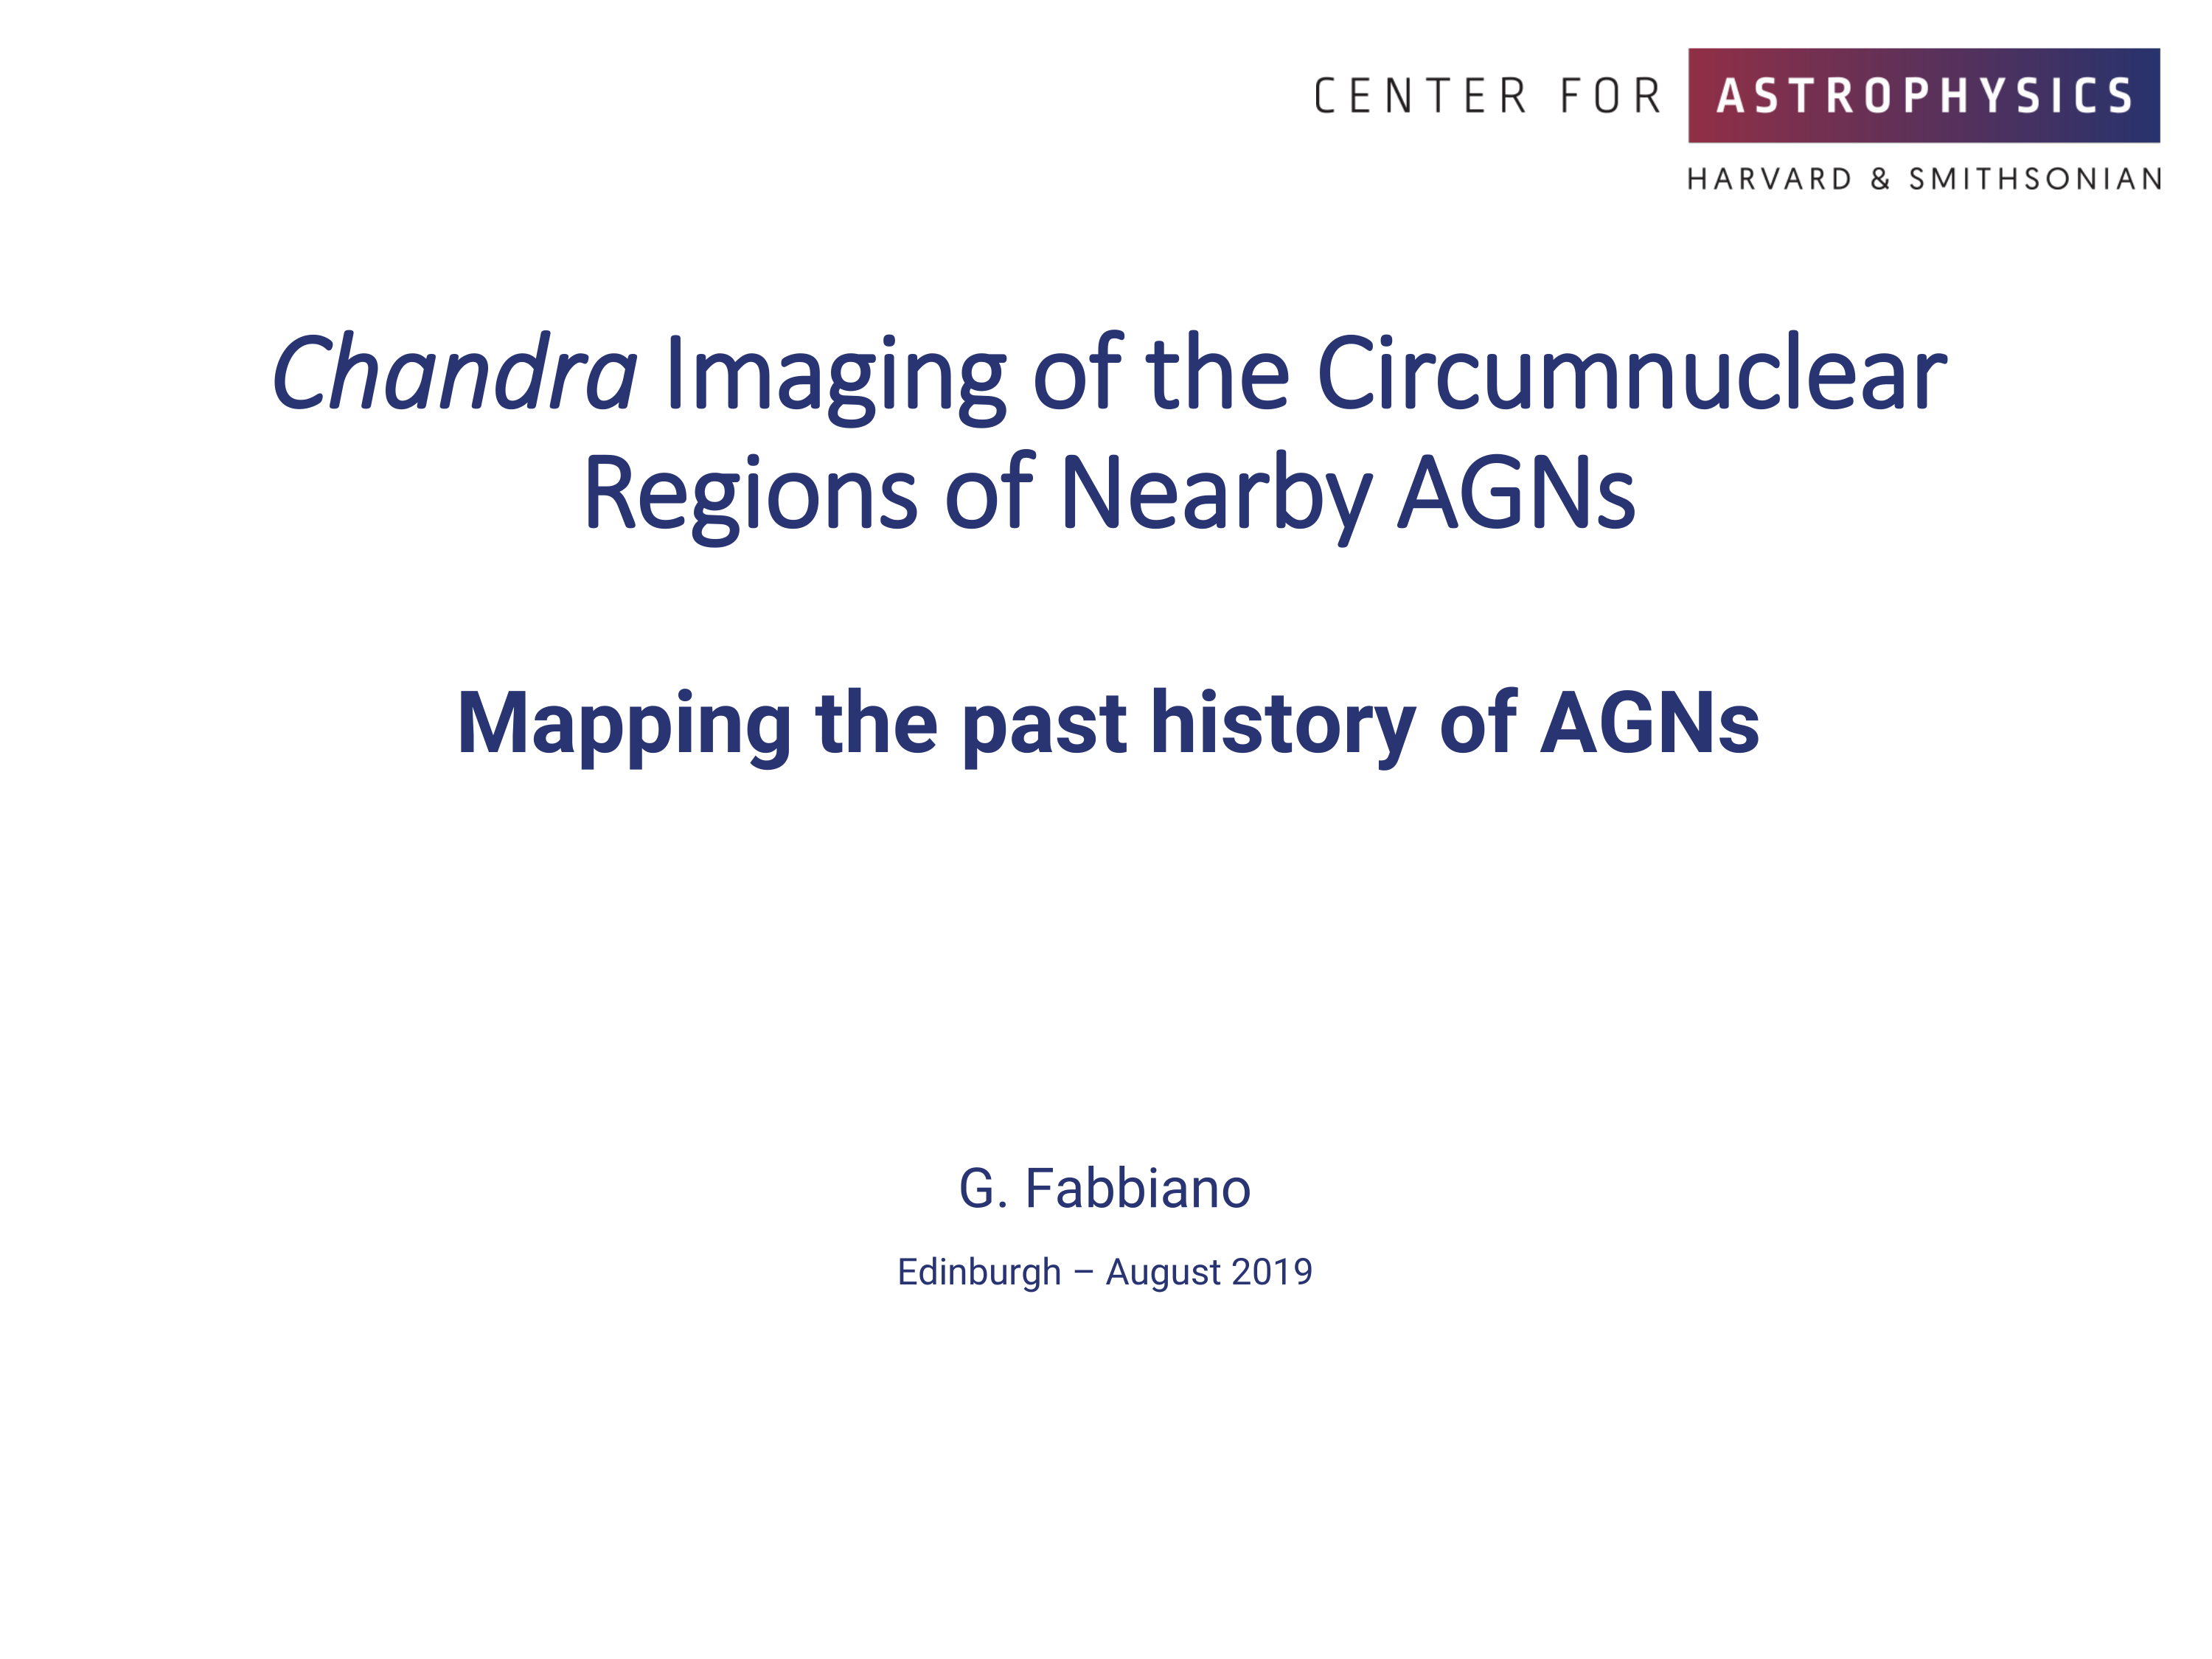 CENTER FOR ASTROPHYSICS
HARVARD & SMITHSONIAN
Chandra Imaging of the Circumnuclear
Regions of Nearby AGNs
Mapping the past history of AGNs
G. Fabbiano
Edinburgh – August 2019